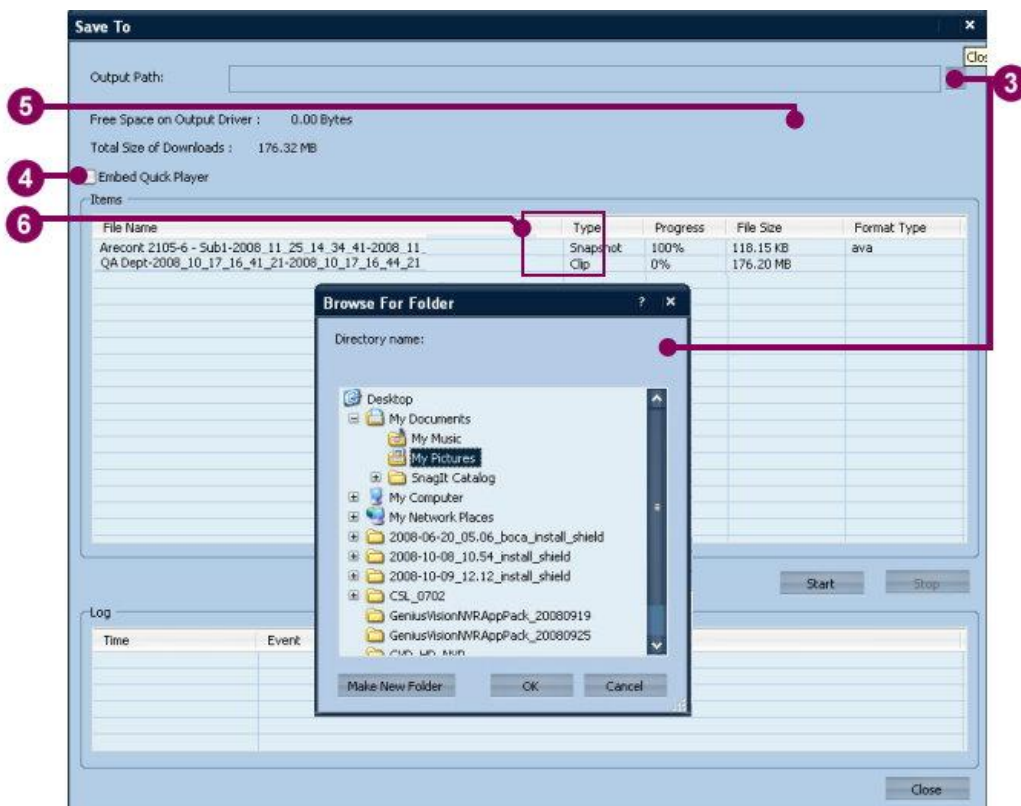 Save To
Clo
Output Path:
3
5
Free Space on Output Driver : 0.00 Bytes
Total Size of Downloads : 176.32 MB
4
Embed Quick Player
Items
6
File Name Type Progress File Size Format Type
Arecont 2105-6 - Sub1-2008_11_25_14_34_41-2008_11_ Snapshot 100% 118.15 KB ava
QA Dept-2008_10_17_16_41_21-2008_10_17_16_44_21 Clip 0% 176.20 MB
Browse For Folder ?
Directory name:
Desktop
My Documents
My Music
My Pictures
SnagIt Catalog
My Computer
My Network Places
2008-06-20_05.06_boca_install_shield
2008-10-08_10.54_install_shield
2008-10-09_12.12_install_shield
CSL_0702
GeniusVisionNVRAppPack_20080919
GeniusVisionNVRAppPack_20080925
Make New Folder OK Cancel
Start Stop
Log
Time Event
Close